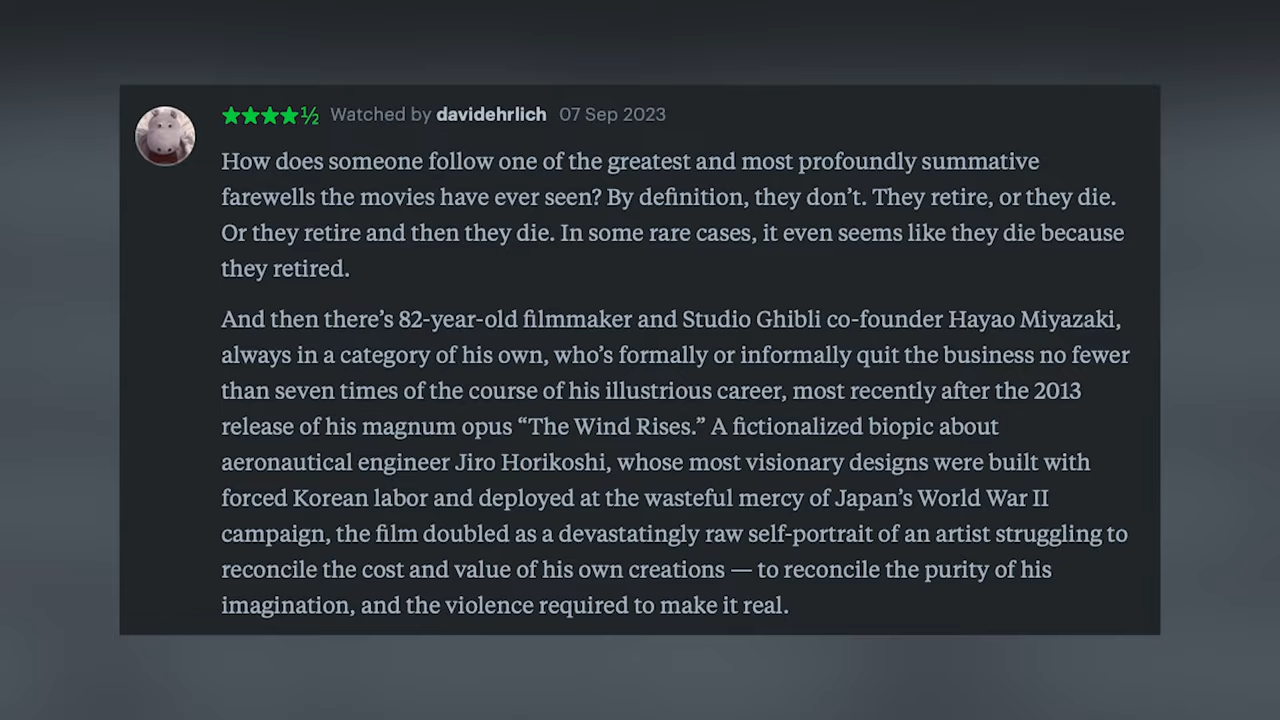 ★★★★½ Watched by davidehrlich 07 Sep 2023
How does someone follow one of the greatest and most profoundly summative
farewells the movies have ever seen? By definition, they don’t. They retire, or they die.
Or they retire and then they die. In some rare cases, it even seems like they die because
they retired.
And then there’s 82-year-old filmmaker and Studio Ghibli co-founder Hayao Miyazaki,
always in a category of his own, who’s formally or informally quit the business no fewer
than seven times of the course of his illustrious career, most recently after the 2013
release of his magnum opus “The Wind Rises.” A fictionalized biopic about
aeronautical engineer Jiro Horikoshi, whose most visionary designs were built with
forced Korean labor and deployed at the wasteful mercy of Japan’s World War II
campaign, the film doubled as a devastatingly raw self-portrait of an artist struggling to
reconcile the cost and value of his own creations — to reconcile the purity of his
imagination, and the violence required to make it real.